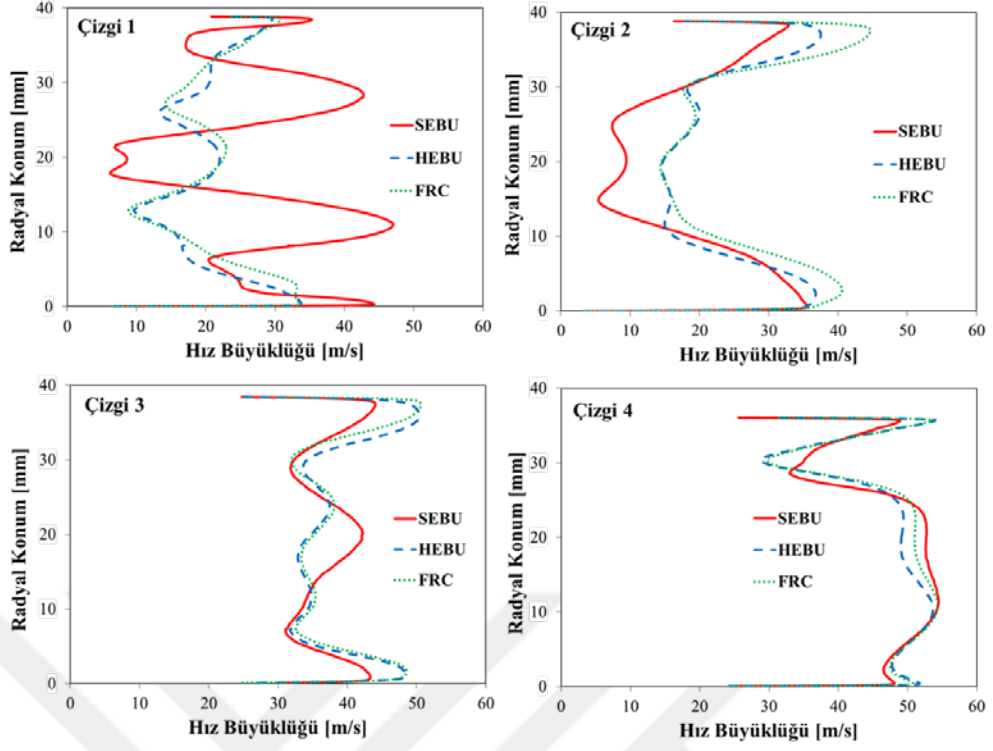 Çizgi 1
Radyal Konum [mm]
40
30
20
10
0
SEBU
HEBU
FRC
0 10 20 30 40 50 60
Hız Büyüklüğü [m/s]
Çizgi 2
Radyal Konum [mm]
40
30
20
10
0
SEBU
HEBU
FRC
0 10 20 30 40 50 60
Hız Büyüklüğü [m/s]
Çizgi 3
Radyal Konum [mm]
40
30
20
10
0
SEBU
HEBU
FRC
0 10 20 30 40 50 60
Hız Büyüklüğü [m/s]
Çizgi 4
Radyal Konum [mm]
40
30
20
10
0
SEBU
HEBU
FRC
0 10 20 30 40 50 60
Hız Büyüklüğü [m/s]